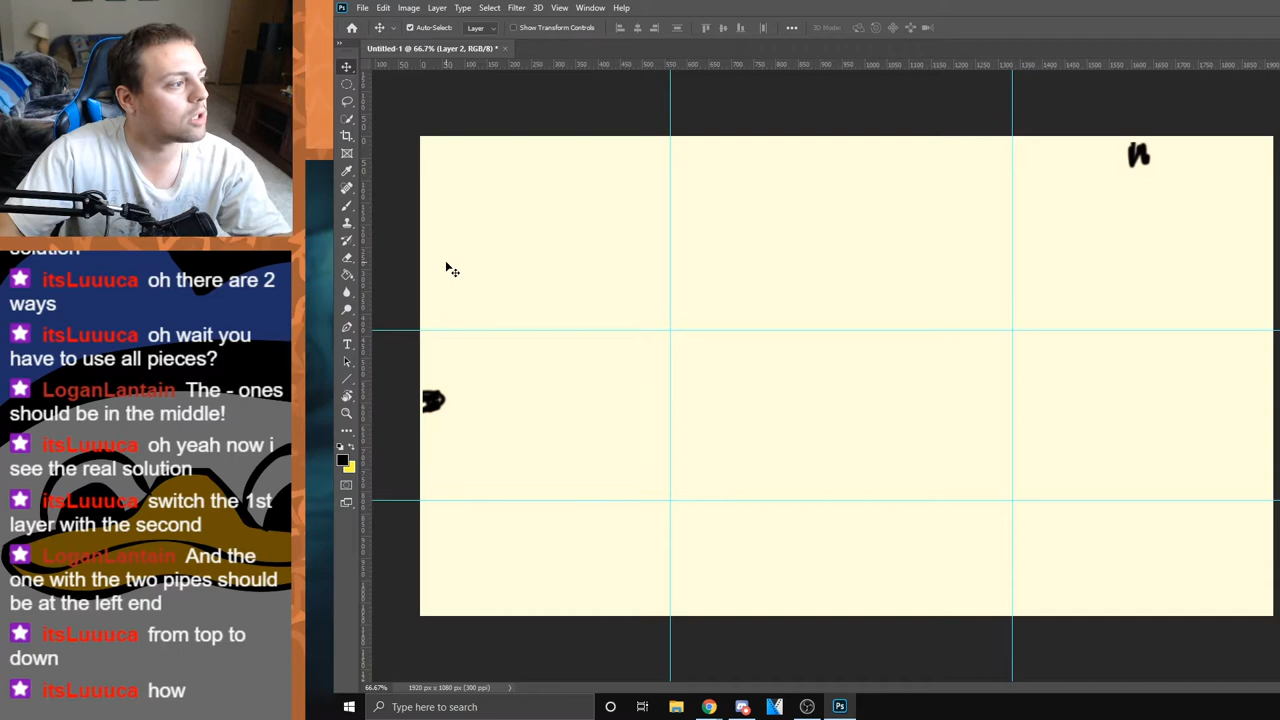 Ps File Edit Image Layer Type Select Filter 3D View Window Help
Auto-Select: Layer Show Transform Controls 3D Mode:
Untitled-1 @ 66.7% (Layer 2, RGB/8) *
solution
itsLuuuca oh there are 2
ways
itsLuuuca oh wait you
have to use all pieces?
LoganLantain The - ones
should be in the middle!
itsLuuuca oh yeah now i
see the real solution
itsLuuuca switch the 1st
layer with the second
LoganLantain And the
one with the two pipes should
be at the left end
itsLuuuca from top to
down
itsLuuuca how
n
66.67% 1920 px x 1080 px (300 ppi)
Type here to search
Ps